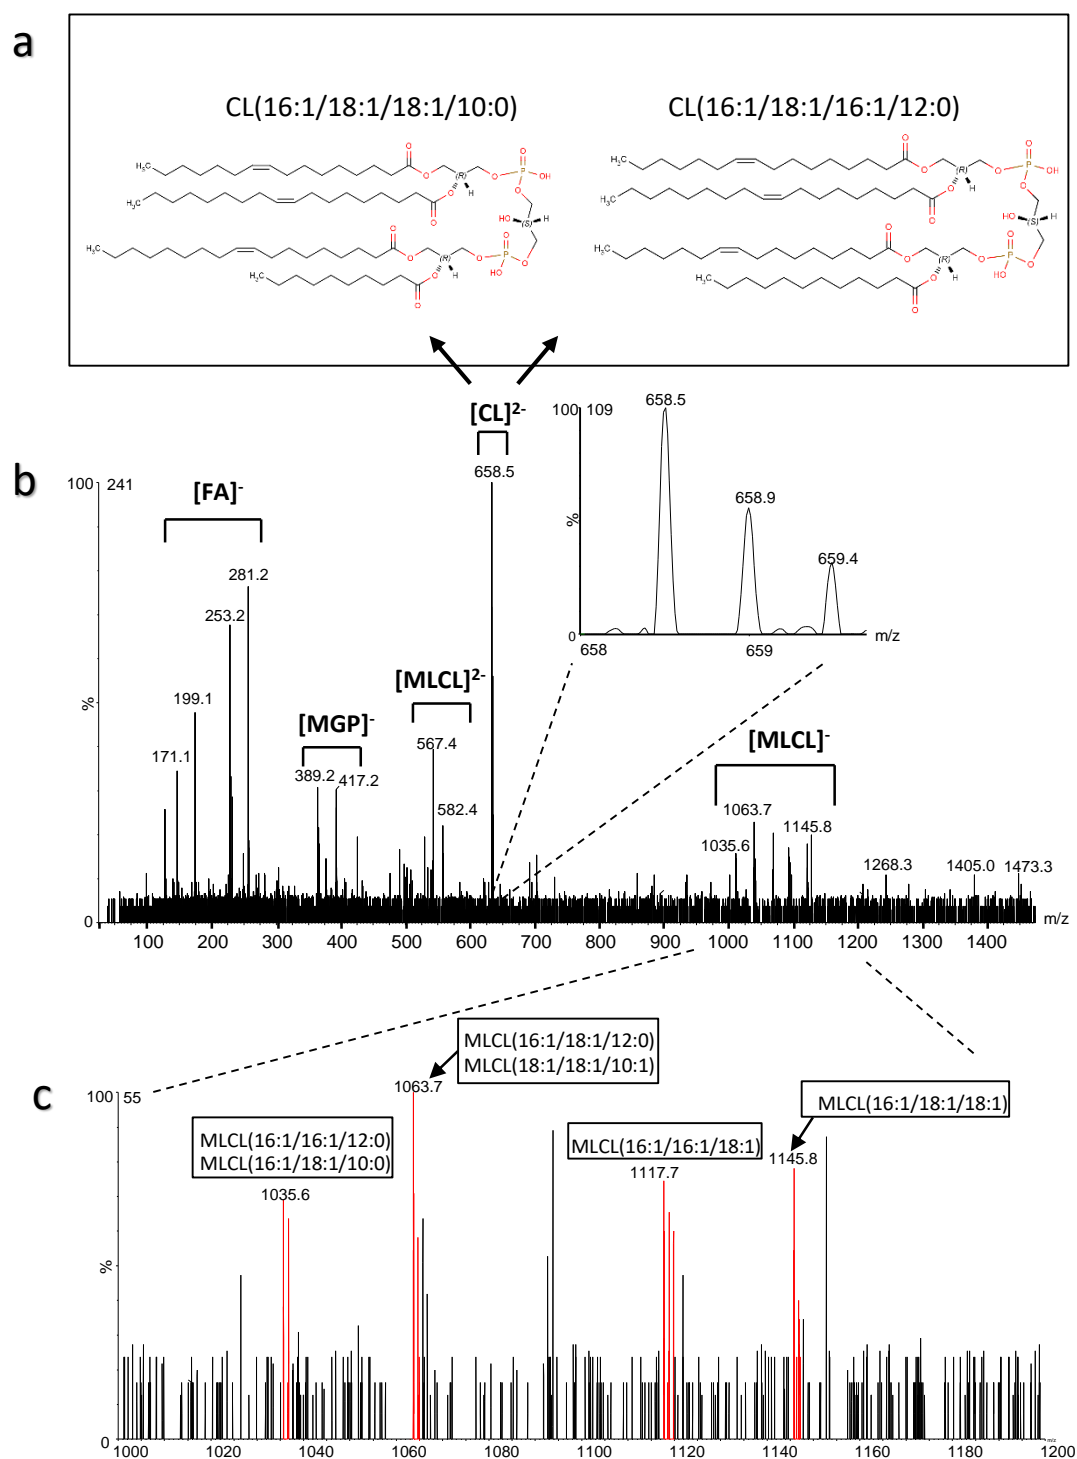 a
CL(16:1/18:1/18:1/10:0)
CL(16:1/18:1/16:1/12:0)
[CL]²⁻
658.5
b
100 241
[FA]⁻
281.2
253.2
199.1
171.1
[MGP]⁻
389.2
417.2
[MLCL]²⁻
567.4
582.4
%
0
100 109
658.5
658.9
659.4
%
0
658
659
m/z
[MLCL]⁻
1063.7
1035.6
1145.8
1268.3
1405.0
1473.3
m/z
100 200 300 400 500 600 700 800 900 1000 1100 1200 1300 1400
c
100 55
MLCL(16:1/18:1/12:0)
MLCL(18:1/18:1/10:1)
1063.7
MLCL(16:1/16:1/12:0)
MLCL(16:1/18:1/10:0)
1035.6
MLCL(16:1/16:1/18:1)
1117.7
MLCL(16:1/18:1/18:1)
1145.8
%
0
m/z
1000 1020 1040 1060 1080 1100 1120 1140 1160 1180 1200